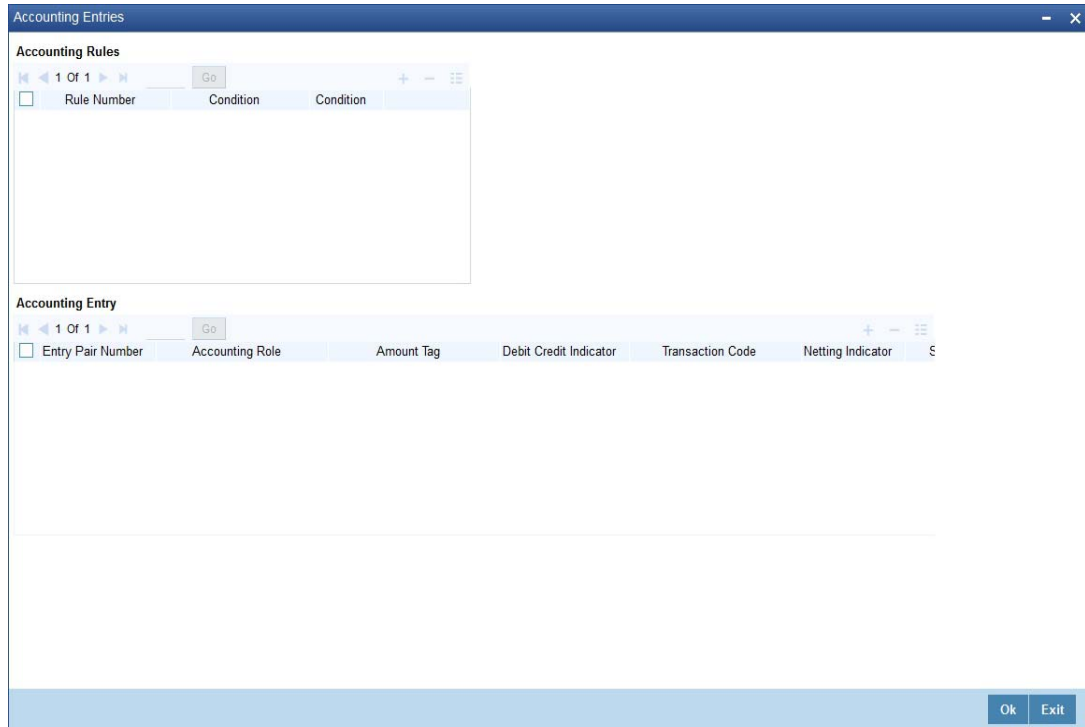 Accounting Entries
Accounting Rules
1 Of 1 Go
Rule Number Condition Condition
Accounting Entry
1 Of 1 Go
Entry Pair Number Accounting Role Amount Tag Debit Credit Indicator Transaction Code Netting Indicator
Ok Exit